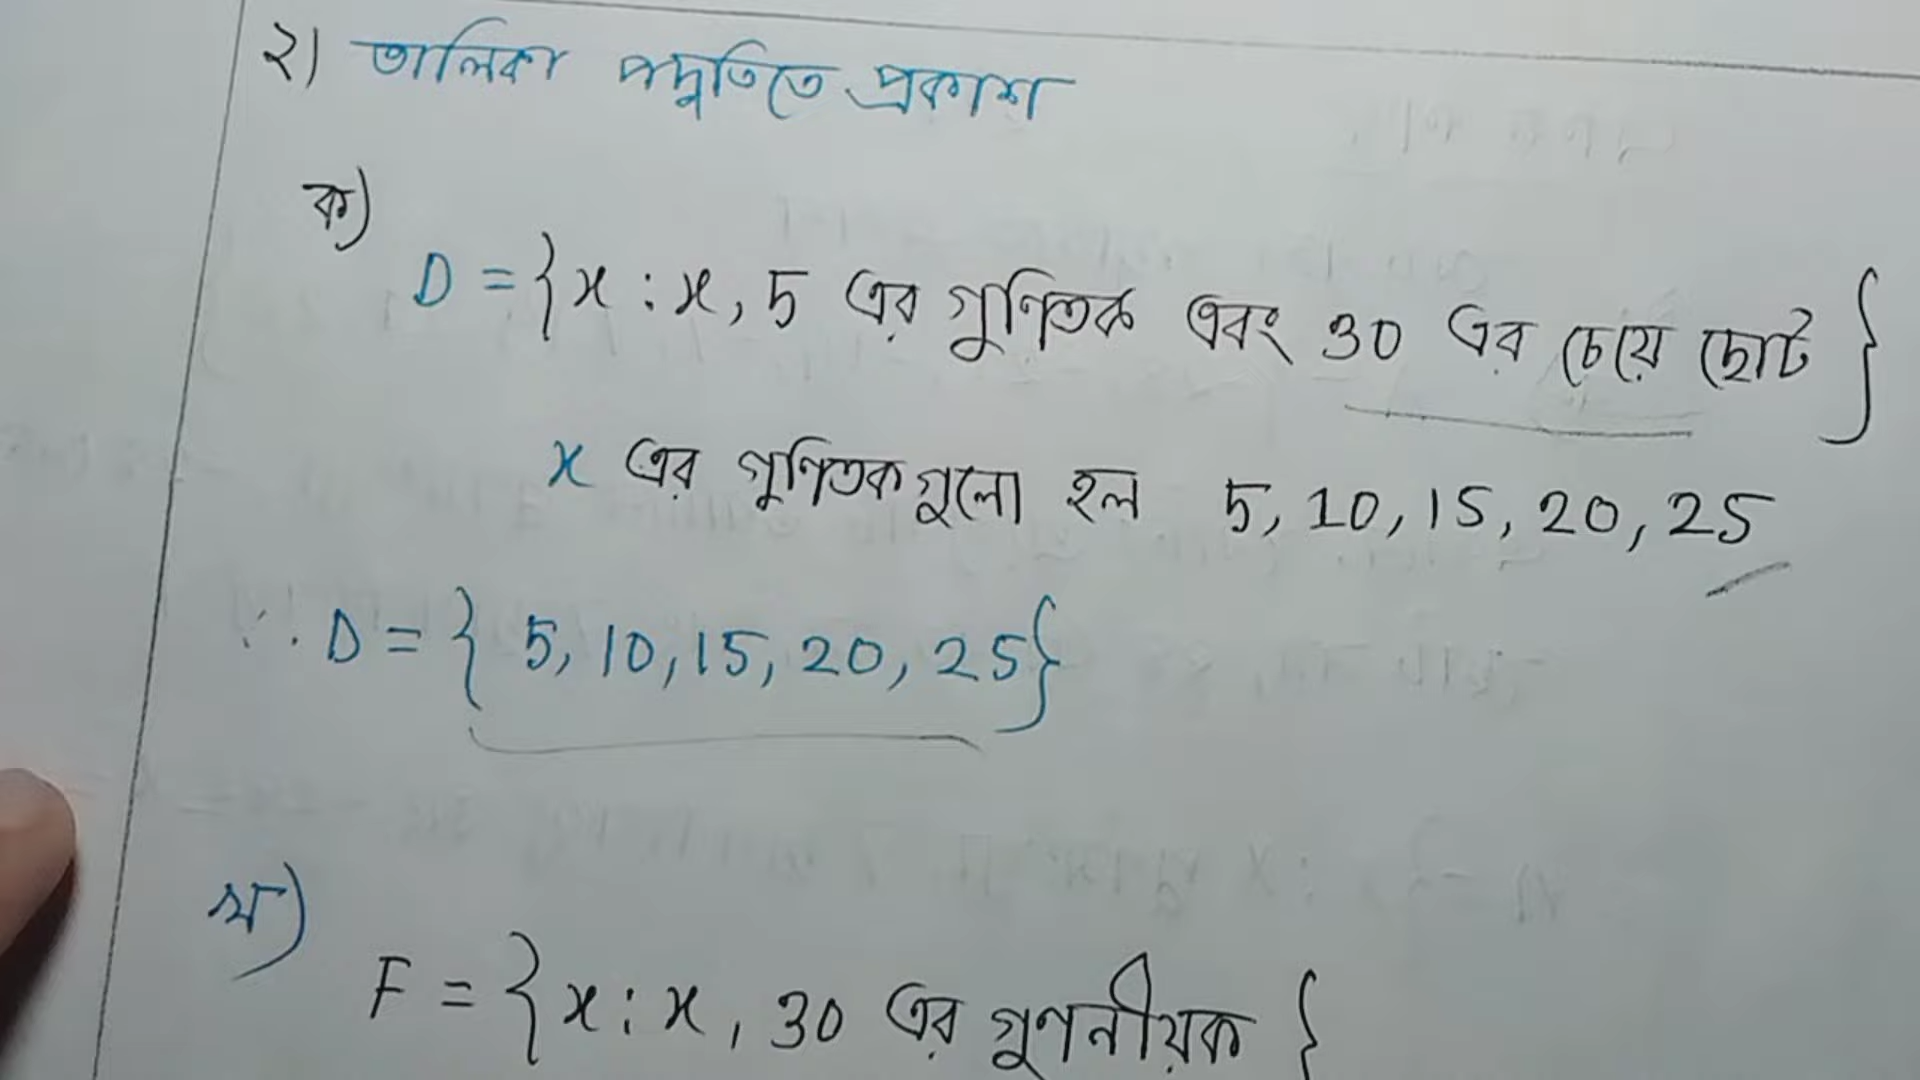 ২) তালিকা পদ্ধতিতে প্রকাশ
ক)
D = {x : x, 5 এর গুণিতক এবং 30 এর চেয়ে ছোট}
x এর গুণিতকগুলো হল 5, 10, 15, 20, 25
∴ D = { 5, 10, 15, 20, 25}
খ)
F = {x : x, 30 এর গুণনীয়ক }